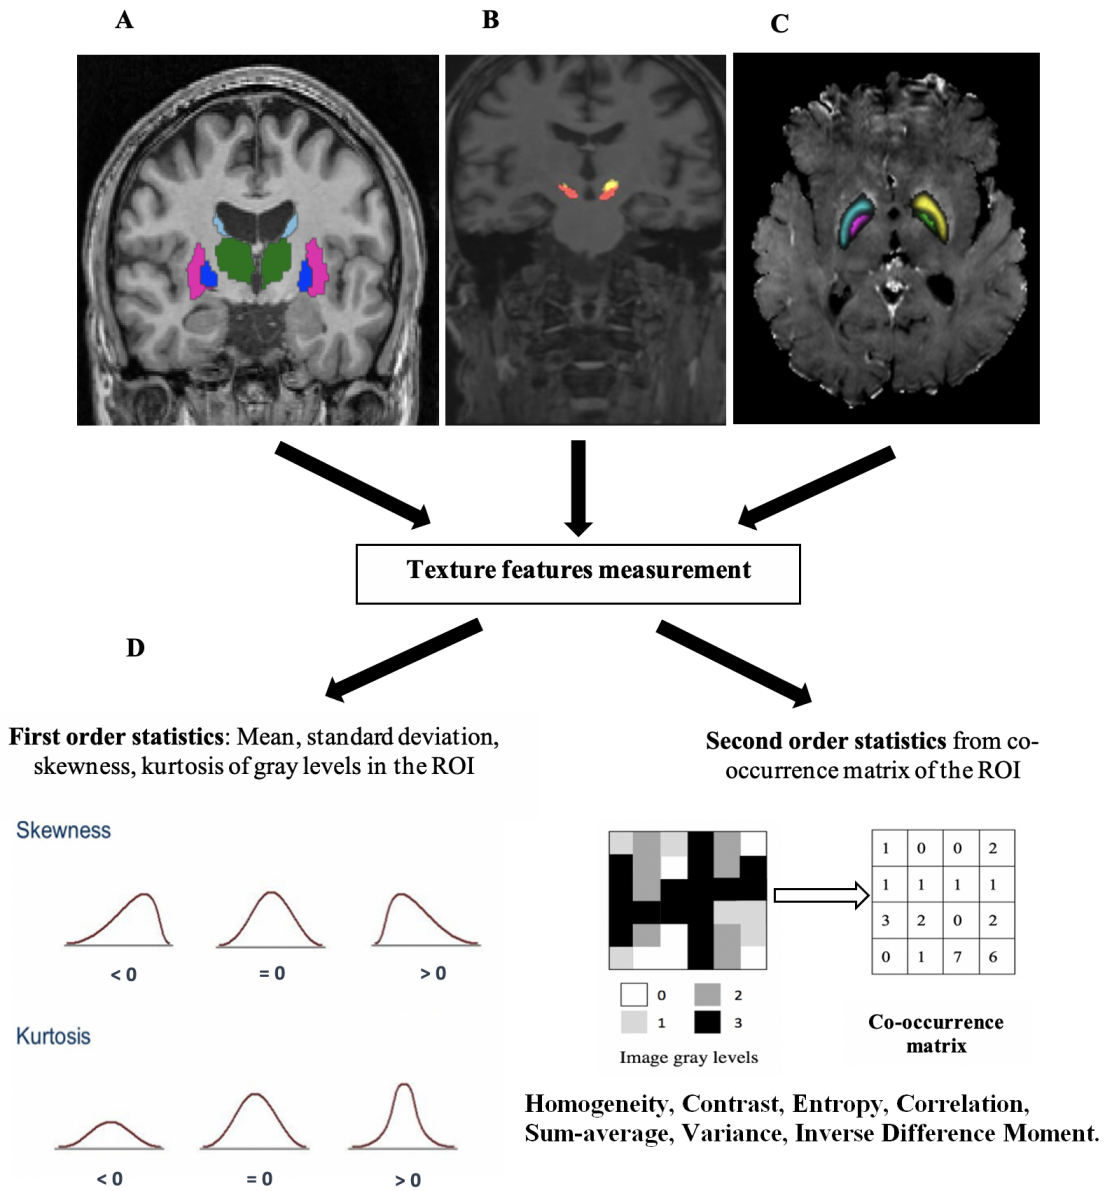 A
B
C
Texture features measurement
D
First order statistics: Mean, standard deviation,
skewness, kurtosis of gray levels in the ROI
Second order statistics from co-
occurrence matrix of the ROI
Skewness
< 0
= 0
> 0
Kurtosis
< 0
= 0
> 0
1 0 0 2
1 1 1 1
3 2 0 2
0 1 7 6
0 2
1 3
Image gray levels
Co-occurrence
matrix
Homogeneity, Contrast, Entropy, Correlation,
Sum-average, Variance, Inverse Difference Moment.